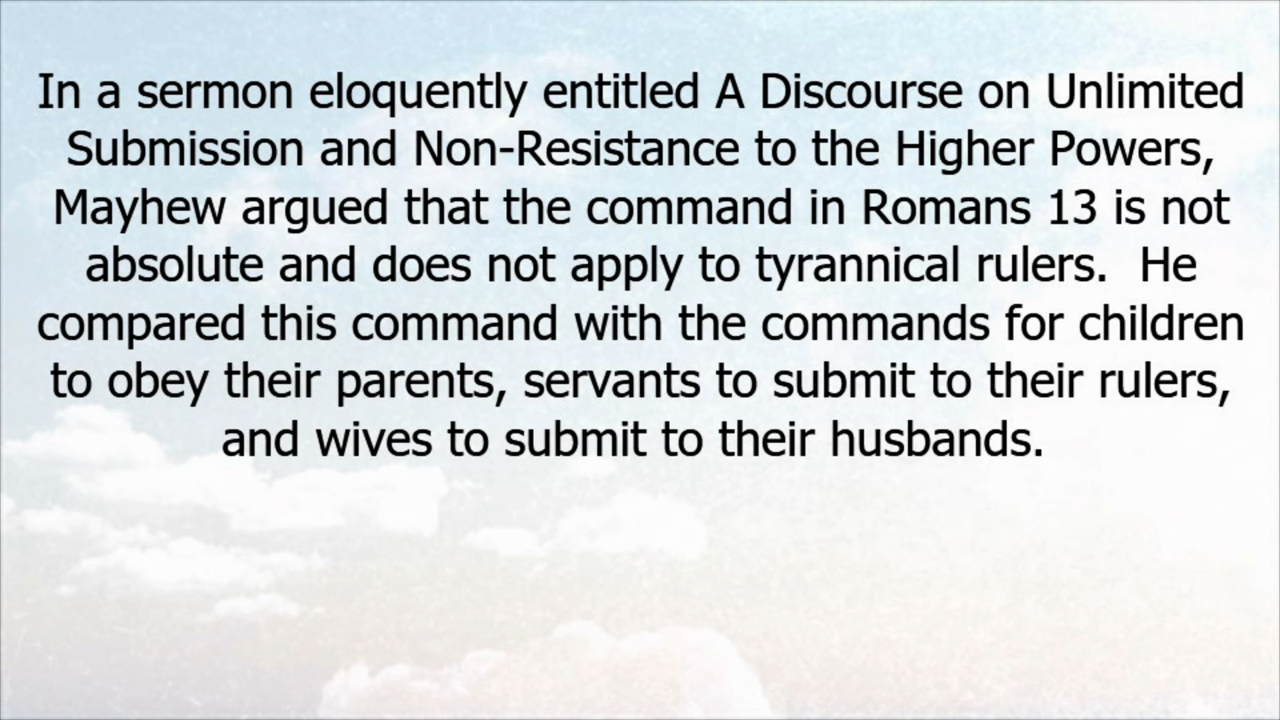 In a sermon eloquently entitled A Discourse on Unlimited
Submission and Non-Resistance to the Higher Powers,
Mayhew argued that the command in Romans 13 is not
absolute and does not apply to tyrannical rulers.  He
compared this command with the commands for children
to obey their parents, servants to submit to their rulers,
and wives to submit to their husbands.